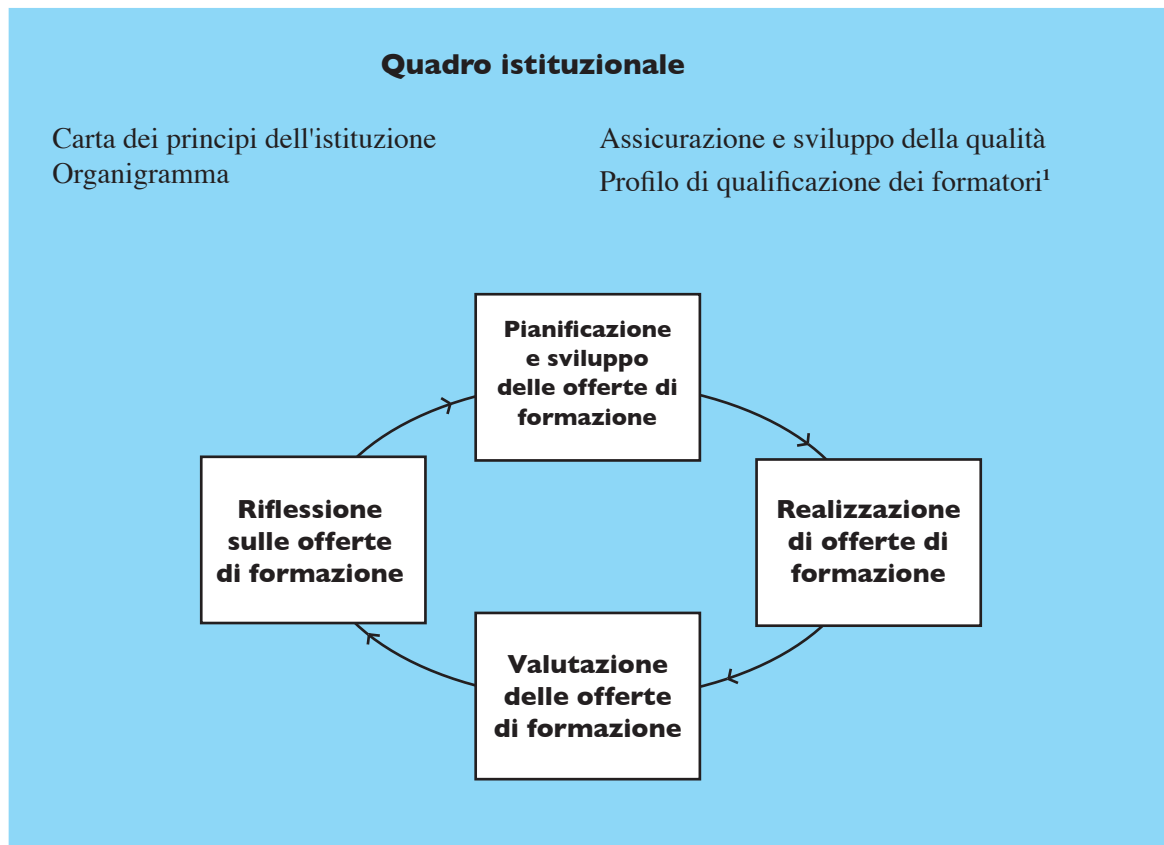 Quadro istituzionale
Carta dei principi dell'istituzione
Organigramma
Assicurazione e sviluppo della qualità
Profilo di qualificazione dei formatori¹
Pianificazione
e sviluppo
delle offerte di
formazione
Riflessione
sulle offerte
di formazione
Realizzazione
di offerte di
formazione
Valutazione
delle offerte
di formazione